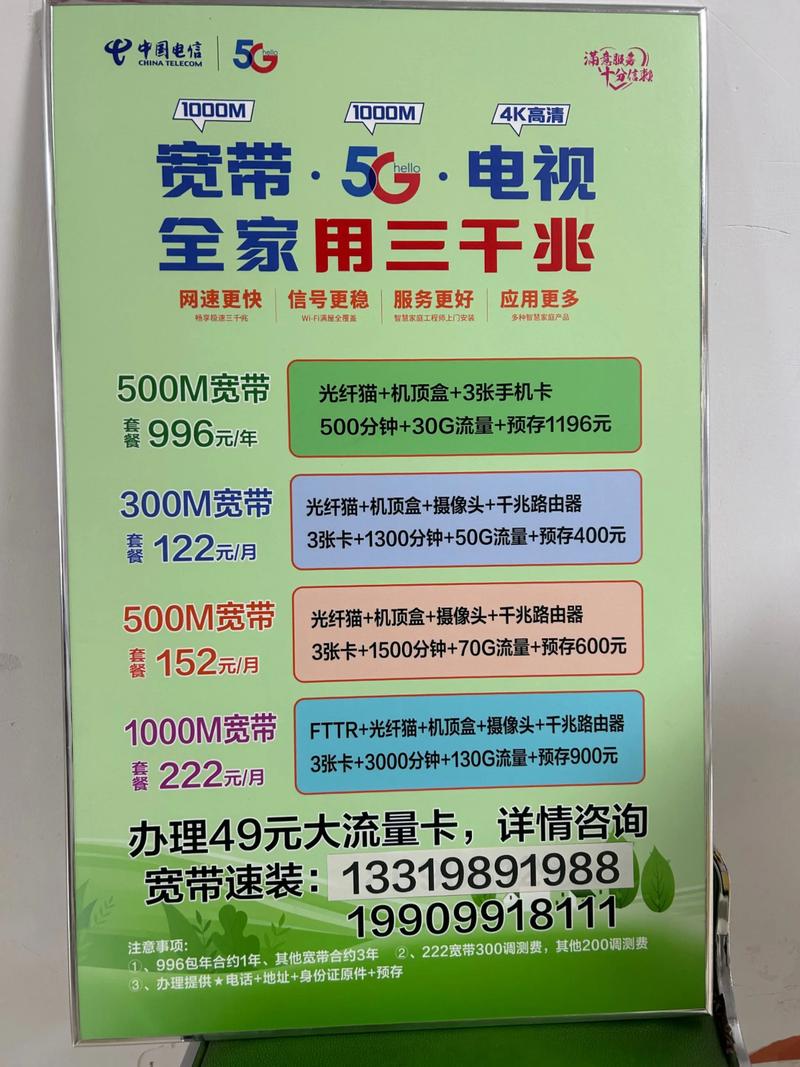 中国电信
CHINA TELECOM
5G hello
满意服务
十分信赖
1000M 1000M 4K高清
宽带·5G hello·电视
全家用三千兆
网速更快 信号更稳 服务更好 应用更多
畅享极速三千兆 Wi-Fi满屋全覆盖 智慧家庭工程师上门安装 多种智慧家庭产品
500M宽带
套餐 996元/年
光纤猫+机顶盒+3张手机卡
500分钟+30G流量+预存1196元
300M宽带
套餐 122元/月
光纤猫+机顶盒+摄像头+千兆路由器
3张卡+1300分钟+50G流量+预存400元
500M宽带
套餐 152元/月
光纤猫+机顶盒+摄像头+千兆路由器
3张卡+1500分钟+70G流量+预存600元
1000M宽带
套餐 222元/月
FTTR+光纤猫+机顶盒+摄像头+千兆路由器
3张卡+3000分钟+130G流量+预存900元
办理49元大流量卡，详情咨询
宽带速装：13319891988
19909918111
注意事项：
①、996包年合约1年、其他宽带合约3年 ②、222宽带300调测费，其他200调测费
③、办理提供★电话+地址+身份证原件+预存